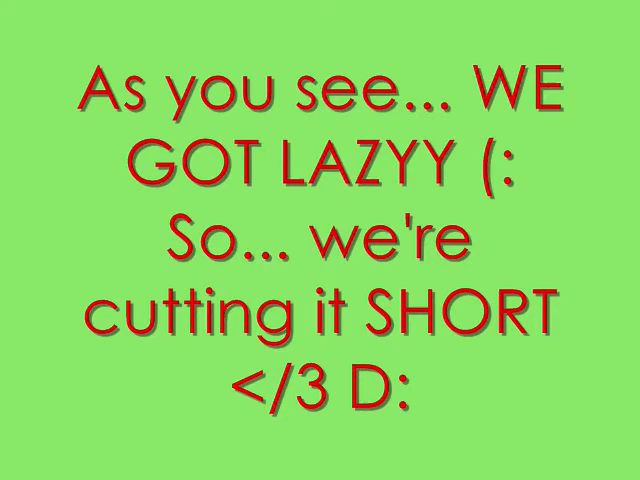 As you see... WE
GOT LAZYY (:
So... we're
cutting it SHORT
</3 D: